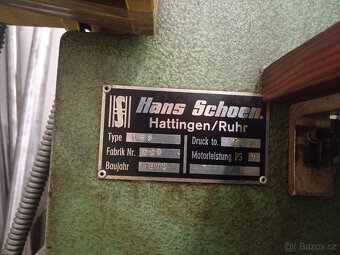 Hans Schoen.
Hattingen/Ruhr
Type
Druck to.
Fabrik Nr.
Motorleistung PS
Baujahr
Bazos.cz